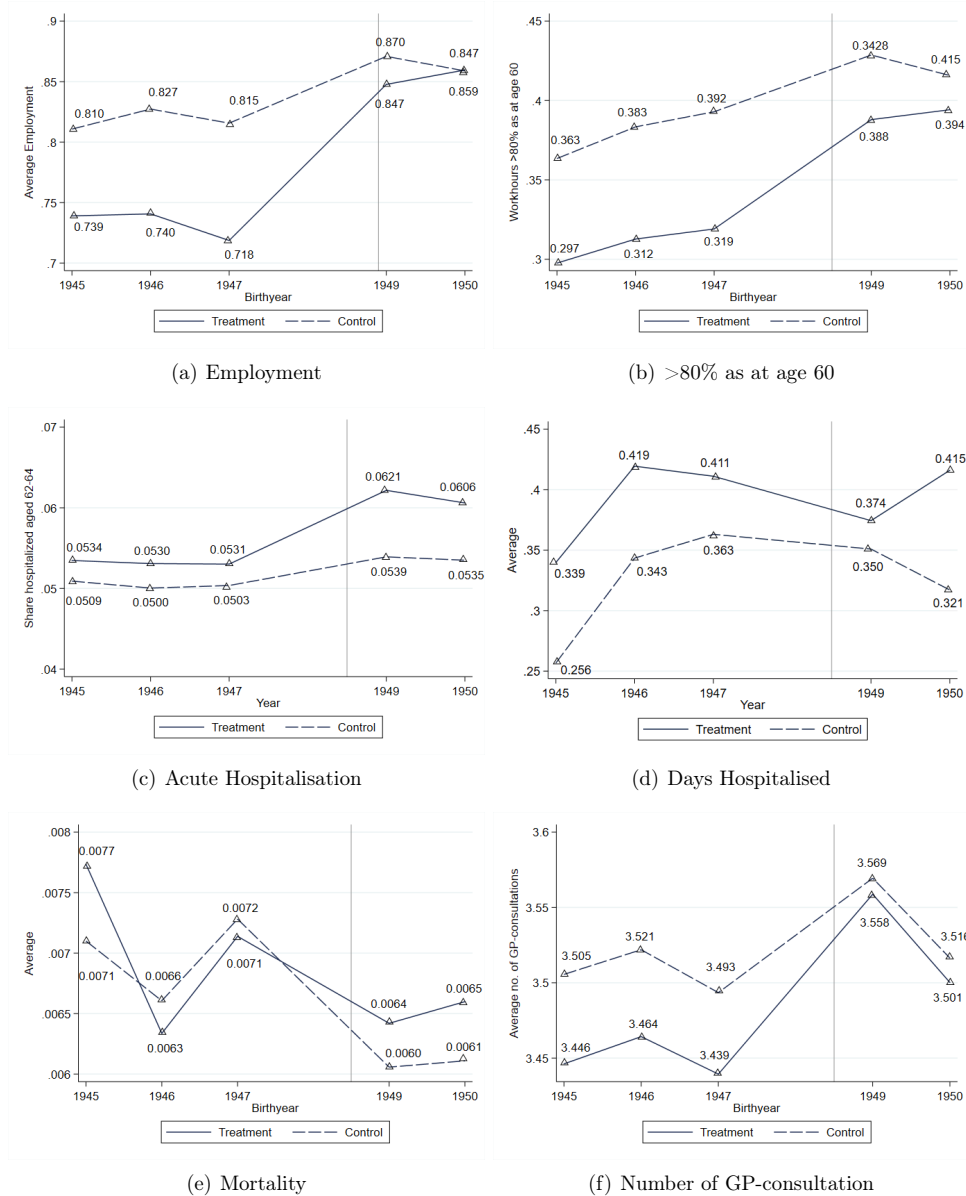 .9
.85
.8
.75
.7
Average Employment
0.810
0.827
0.815
0.870
0.847
0.739
0.740
0.718
0.847
0.859
1945 1946 1947 1949 1950
Birthyear
Treatment Control
(a) Employment
.45
.4
.35
.3
Workhours >80% as at age 60
0.363
0.383
0.392
0.3428
0.415
0.297
0.312
0.319
0.388
0.394
1945 1946 1947 1949 1950
Birthyear
Treatment Control
(b) >80% as at age 60
.07
.06
.05
.04
Share hospitalized aged 62-64
0.0534
0.0530
0.0531
0.0621
0.0606
0.0509
0.0500
0.0503
0.0539
0.0535
1945 1946 1947 1949 1950
Year
Treatment Control
(c) Acute Hospitalisation
.45
.4
.35
.3
.25
Average
0.339
0.419
0.411
0.374
0.415
0.256
0.343
0.363
0.350
0.321
1945 1946 1947 1949 1950
Year
Treatment Control
(d) Days Hospitalised
.008
.0075
.007
.0065
.006
Average
0.0077
0.0071
0.0066
0.0063
0.0072
0.0071
0.0064
0.0065
0.0060
0.0061
1945 1946 1947 1949 1950
Birthyear
Treatment Control
(e) Mortality
3.6
3.55
3.5
3.45
Average no. of GP-consultations
3.505
3.521
3.493
3.569
3.516
3.446
3.464
3.439
3.558
3.501
1945 1946 1947 1949 1950
Birthyear
Treatment Control
(f) Number of GP-consultation